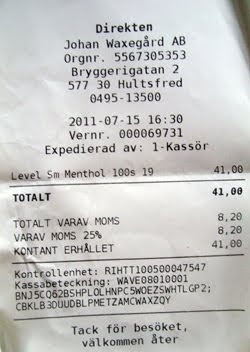 Direkten
Johan Waxegård AB
Orgnr. 5567305353
Bryggerigatan 2
577 30 Hultsfred
0495-13500
2011-07-15 16:30
Vernr. 000069731
Expedierad av: 1-Kassör
Level Sm Menthol 100s 19 41,00
TOTALT 41,00
TOTALT VARAV MOMS 8,20
VARAV MOMS 25% 8,20
KONTANT ERHÅLLET 41,00
Kontrollenhet: RIHTT100500047547
Kassabeteckning: WAVE08010001
BNJ5CQ62BSHPLOLHNPC5WOEZSWHTLGP2;
CBKLB3DUUDBLPMETZAMCWAXZQY
Tack för besöket,
välkommen åter